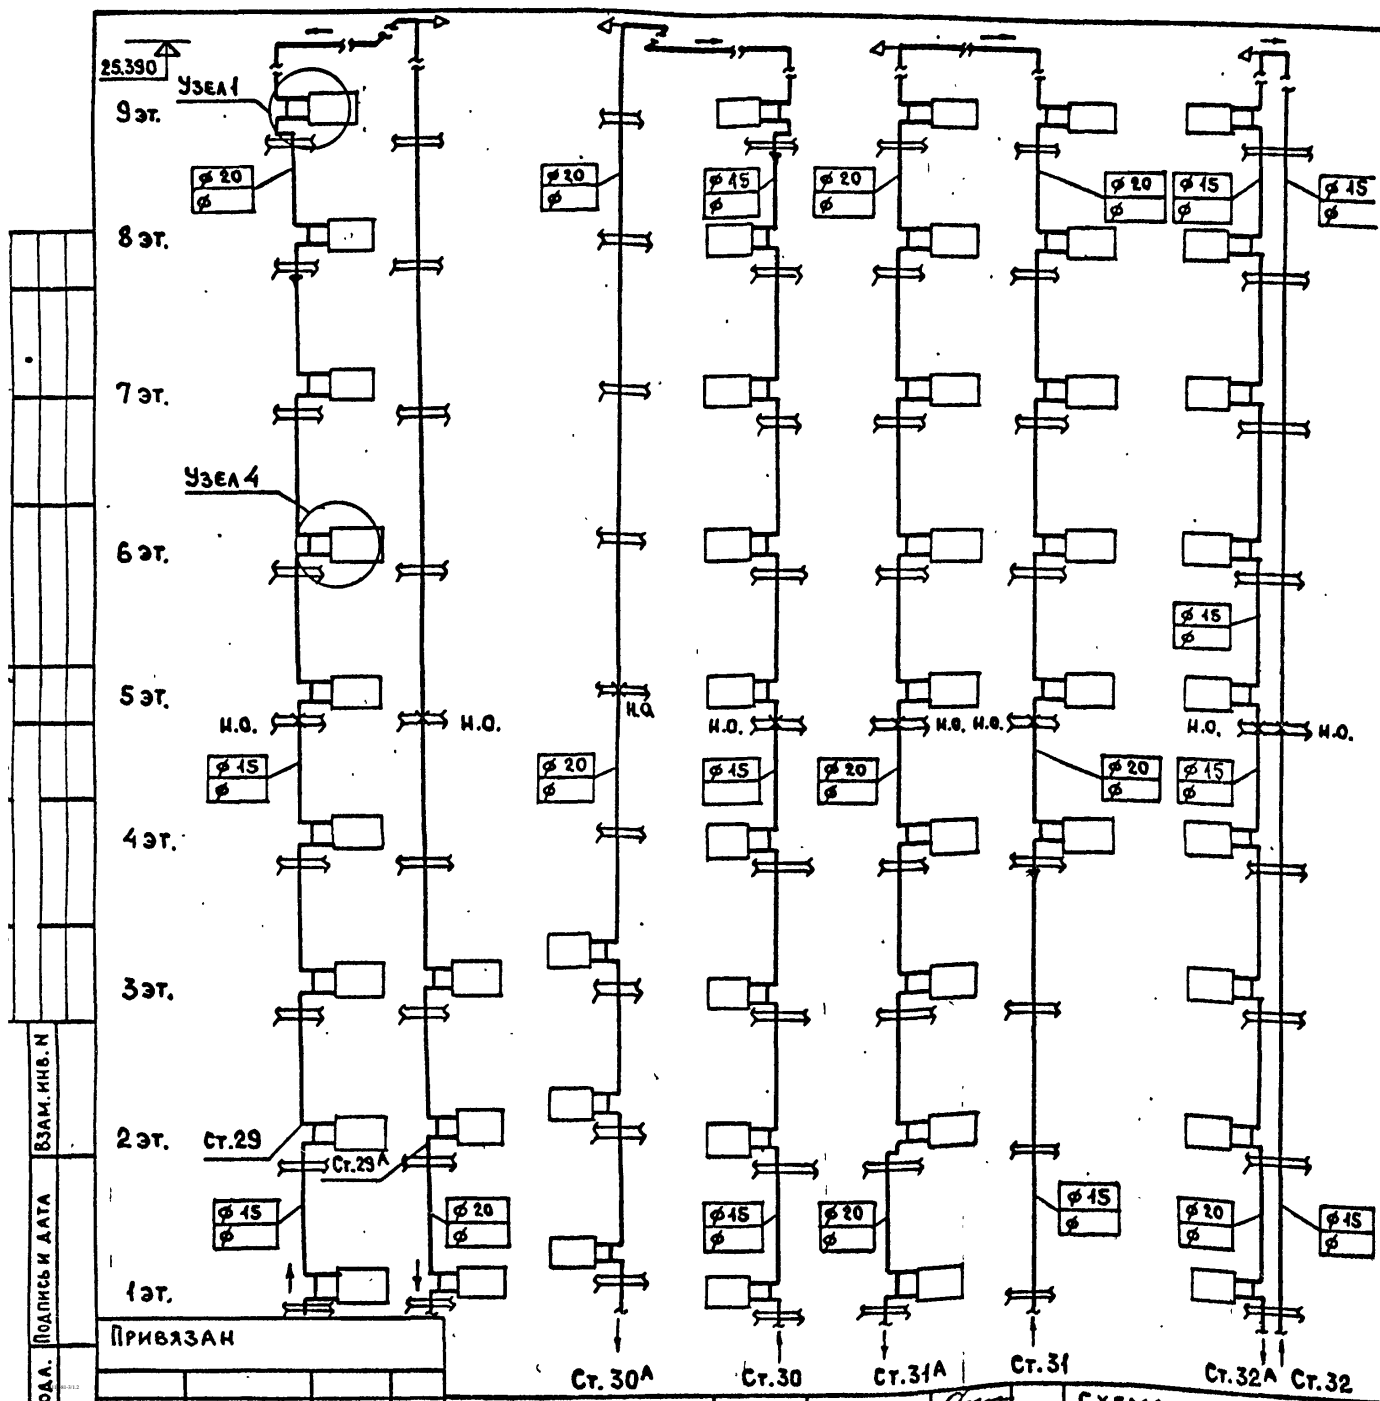 25.390
Узел 1
9 эт.
ø 20
ø
ø 20
ø
ø 15
ø
ø 20
ø
ø 20
ø
ø 15
ø
ø 15
ø
8 эт.
7 эт.
Узел 4
6 эт.
ø 15
ø
5 эт.
Н.О.
Н.О.
Н.О.
Н.О.
Н.О.
Н.О.
Н.О.
Н.О.
ø 15
ø
ø 20
ø
ø 15
ø
ø 20
ø
ø 20
ø
ø 15
ø
4 эт.
3 эт.
2 эт.
Ст.29
Ст.29А
ø 15
ø
ø 20
ø
ø 15
ø
ø 20
ø
ø 15
ø
ø 20
ø
ø 15
ø
1 эт.
Привязан
Ст.30А
Ст.30
Ст.31А
Ст.31
Ст.32А
Ст.32
Взам.инв.N
Подпись и дата